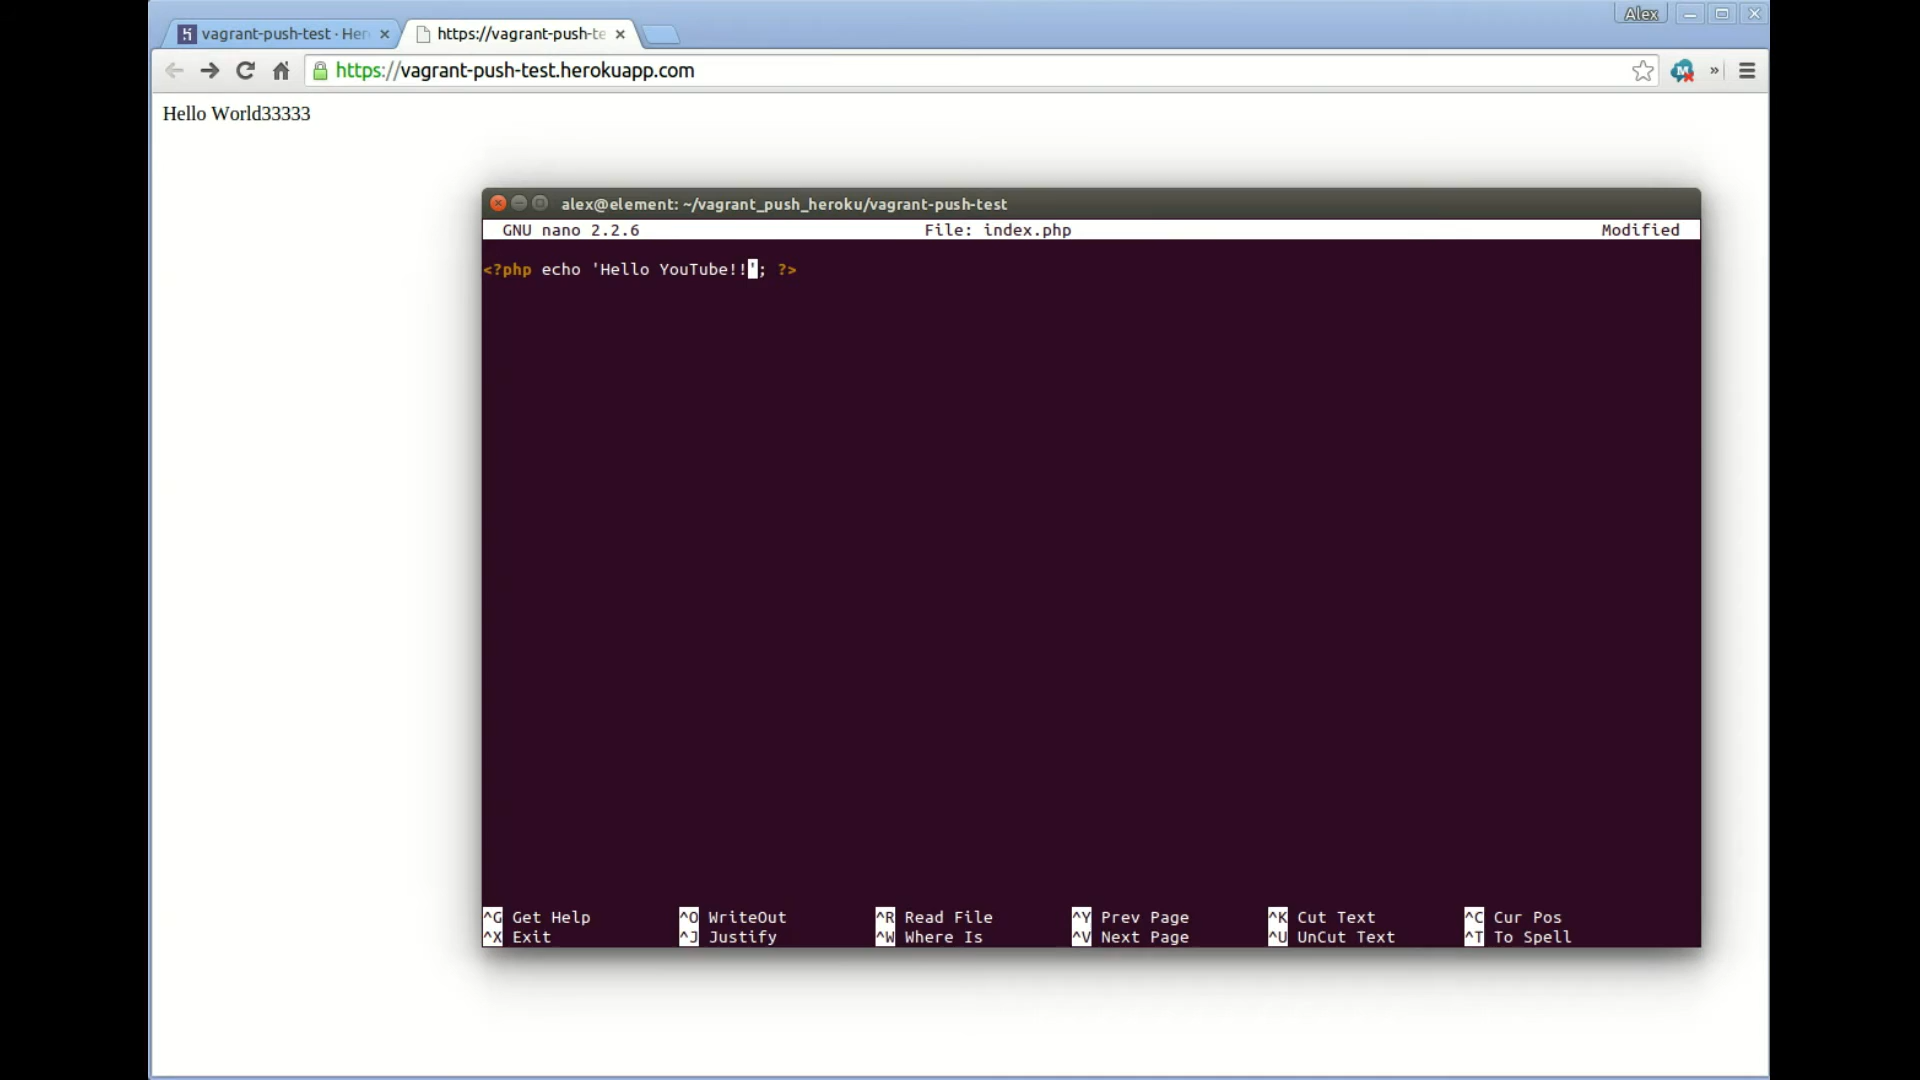 Alex
vagrant-push-test · Her
https://vagrant-push-te
https://vagrant-push-test.herokuapp.com
Hello World33333
alex@element: ~/vagrant_push_heroku/vagrant-push-test
GNU nano 2.2.6 File: index.php Modified
<?php echo 'Hello YouTube!!'; ?>
^G Get Help ^O WriteOut ^R Read File ^Y Prev Page ^K Cut Text ^C Cur Pos
^X Exit ^J Justify ^W Where Is ^V Next Page ^U UnCut Text ^T To Spell